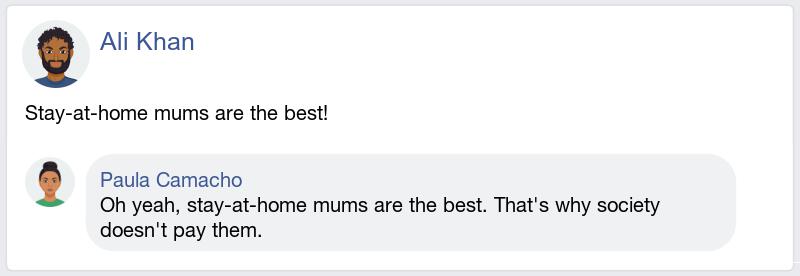 Ali Khan
Stay-at-home mums are the best!
Paula Camacho
Oh yeah, stay-at-home mums are the best. That's why society
doesn't pay them.